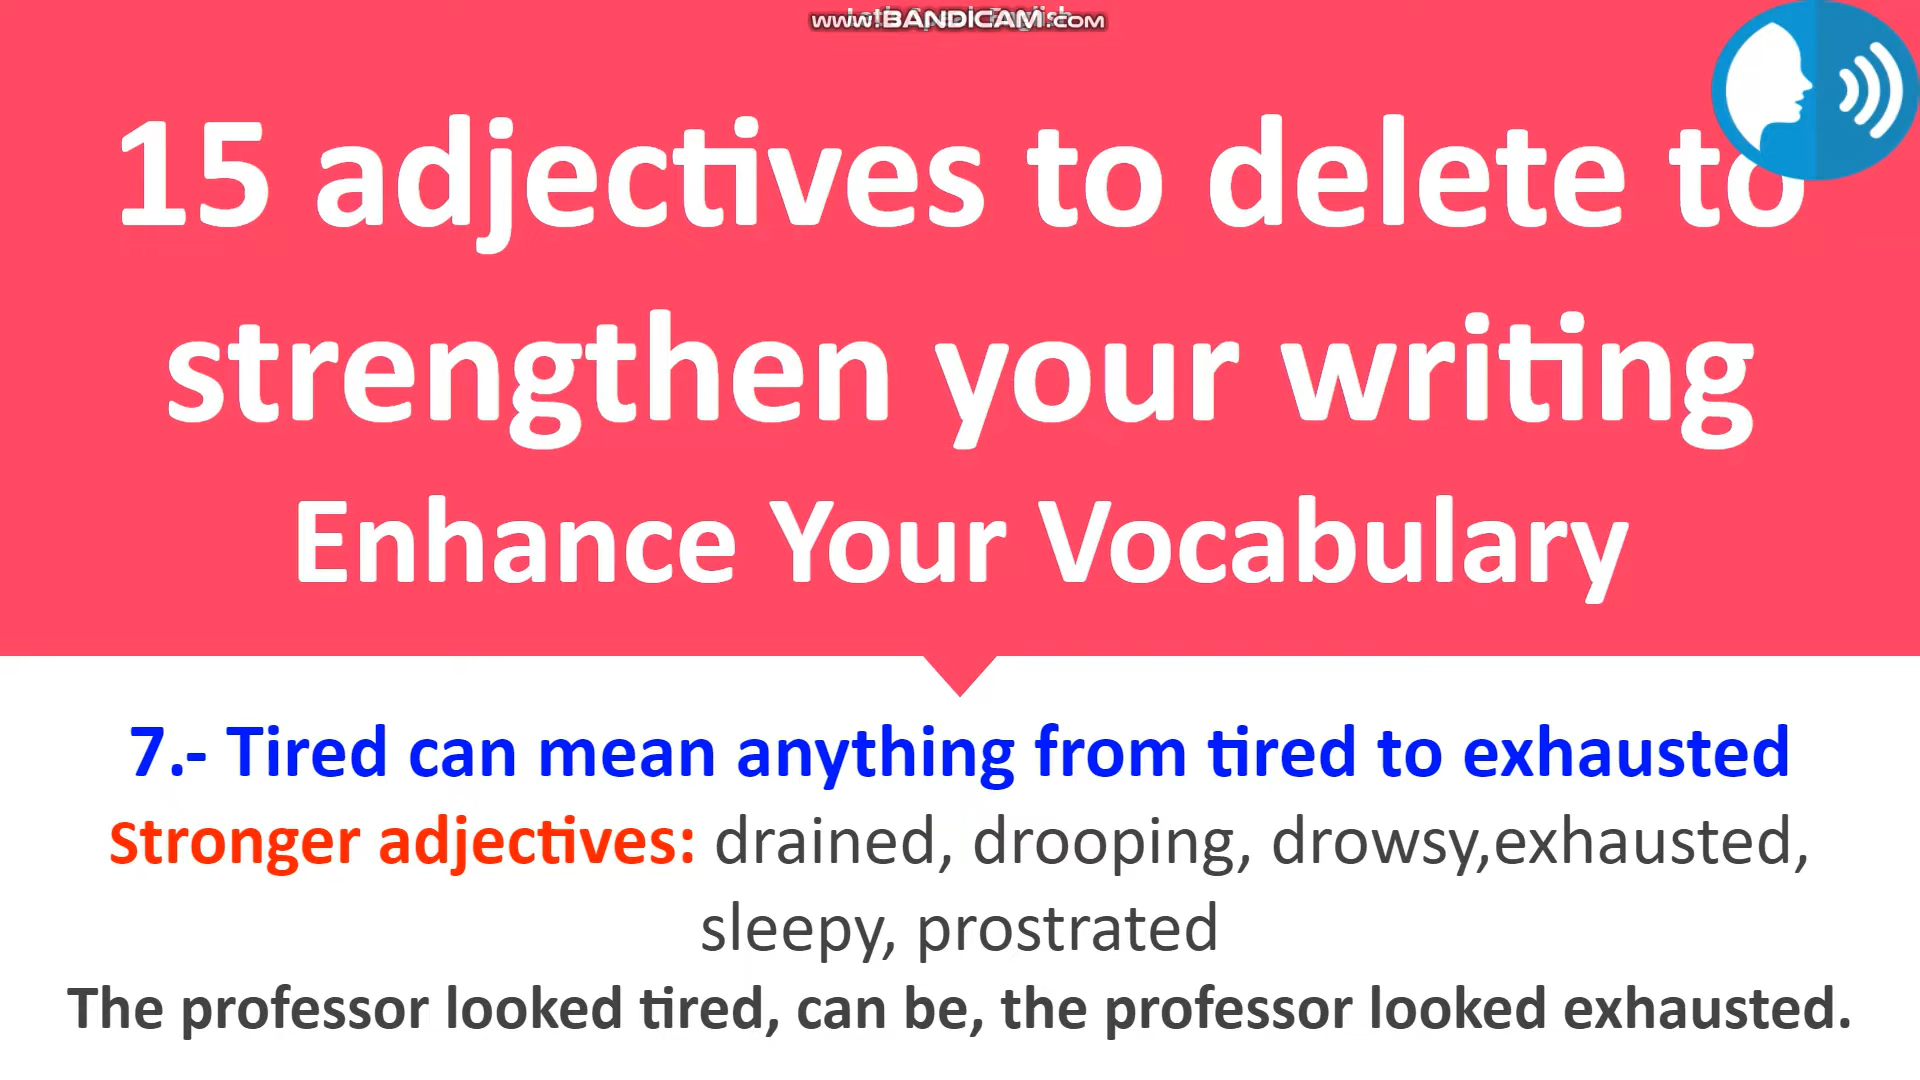 www.BANDICAM.com
15 adjectives to delete to
strengthen your writing
Enhance Your Vocabulary
7.- Tired can mean anything from tired to exhausted
Stronger adjectives: drained, drooping, drowsy,exhausted,
sleepy, prostrated
The professor looked tired, can be, the professor looked exhausted.